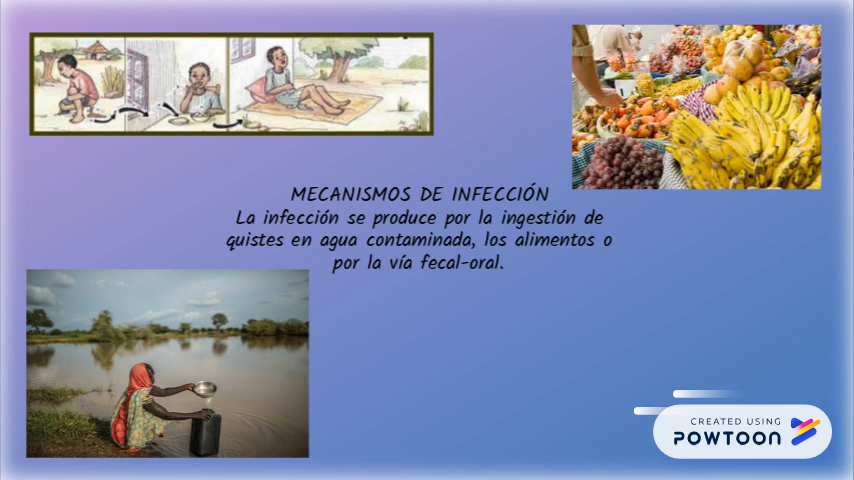 MECANISMOS DE INFECCIÓN
La infección se produce por la ingestión de
quistes en agua contaminada, los alimentos o
por la vía fecal-oral.
CREATED USING
POWTOON